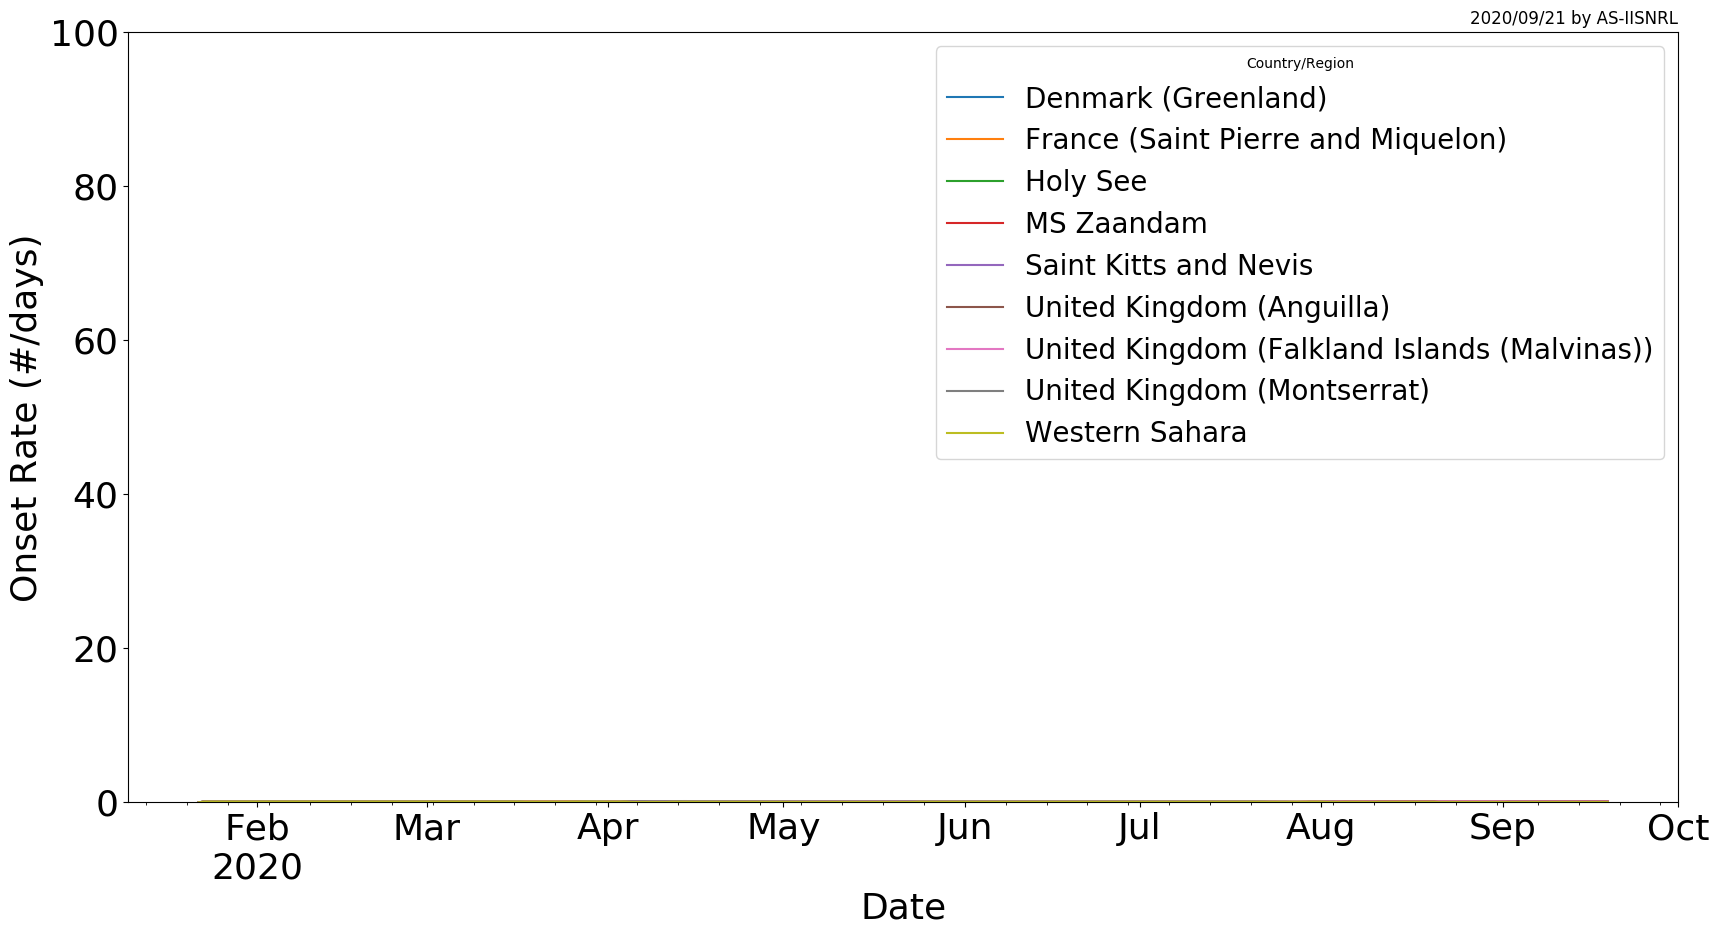 2020/09/21 by AS-IISNRL
100
80
60
40
20
0
Onset Rate (#/days)
Country/Region
Denmark (Greenland)
France (Saint Pierre and Miquelon)
Holy See
MS Zaandam
Saint Kitts and Nevis
United Kingdom (Anguilla)
United Kingdom (Falkland Islands (Malvinas))
United Kingdom (Montserrat)
Western Sahara
Feb Mar Apr May Jun Jul Aug Sep Oct
2020
Date